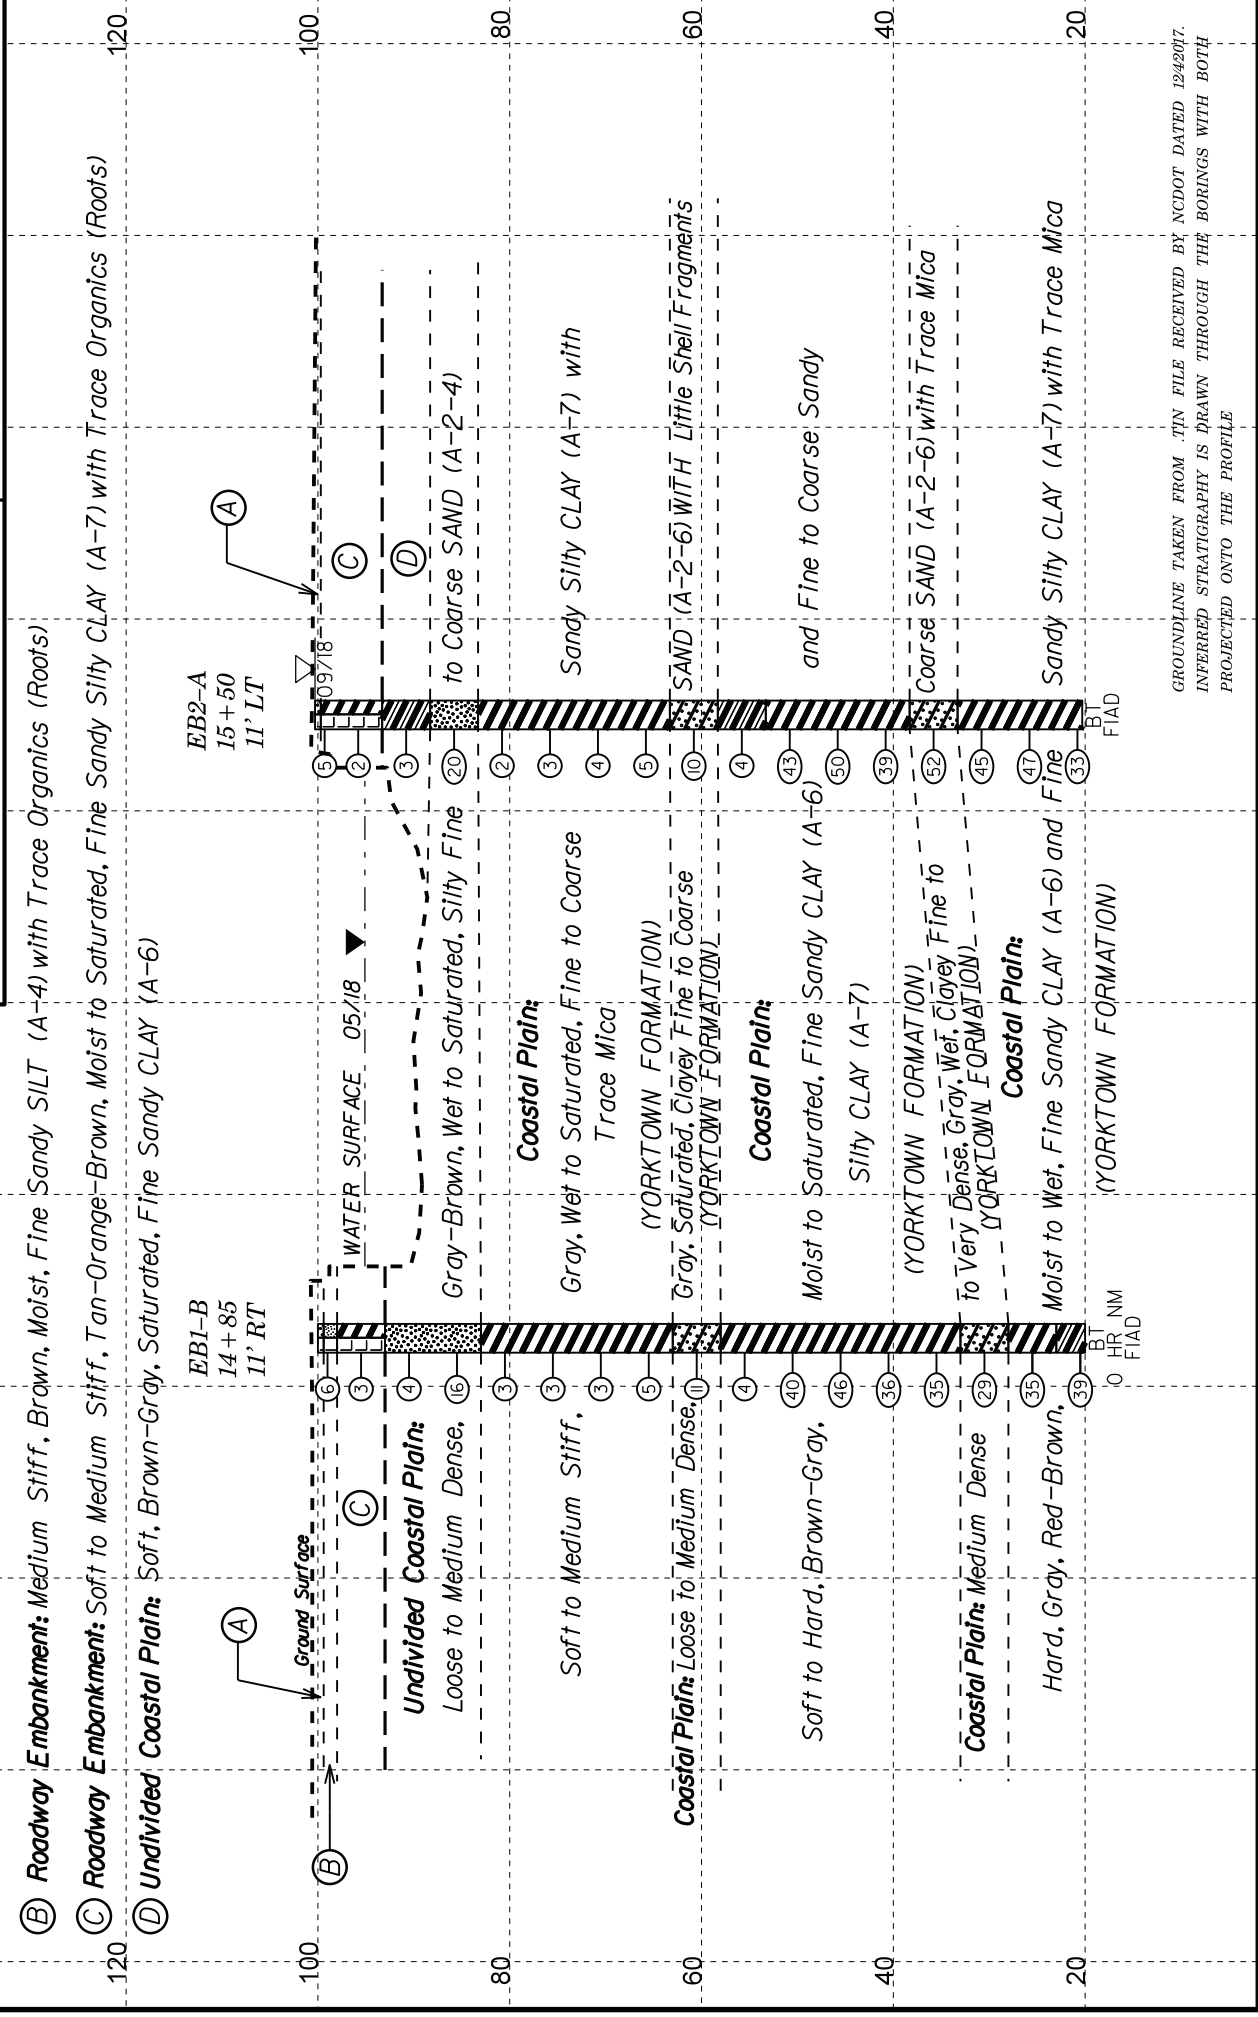 (B) Roadway Embankment: Medium Stiff, Brown, Moist, Fine Sandy SILT (A-4) with Trace Organics (Roots)
(C) Roadway Embankment: Soft to Medium Stiff, Tan-Orange-Brown, Moist to Saturated, Fine Sandy Silty CLAY (A-7) with Trace Organics (Roots)
(D) Undivided Coastal Plain: Soft, Brown-Gray, Saturated, Fine Sandy CLAY (A-6)
120 120
EB1-B
14+85
11' RT
EB2-A
15+50
11' LT
A A
Ground Surface
09/18
100 100
B
WATER SURFACE 05/18
C C
D
Undivided Coastal Plain:
Loose to Medium Dense, Gray-Brown, Wet to Saturated, Silty Fine to Coarse SAND (A-2-4)
80 80
Coastal Plain:
Soft to Medium Stiff, Gray, Wet to Saturated, Fine to Coarse Sandy Silty CLAY (A-7) with
Trace Mica
(YORKTOWN FORMATION)
Coastal Plain: Loose to Medium Dense, Gray, Saturated, Clayey Fine to Coarse SAND (A-2-6) WITH Little Shell Fragments
(YORKTOWN FORMATION)
60 60
Coastal Plain:
Soft to Hard, Brown-Gray, Moist to Saturated, Fine Sandy CLAY (A-6) and Fine to Coarse Sandy
Silty CLAY (A-7)
(YORKTOWN FORMATION)
40 40
Coastal Plain: Medium Dense to Very Dense, Gray, Wet, Clayey Fine to Coarse SAND (A-2-6) with Trace Mica
(YORKTOWN FORMATION)
Coastal Plain:
Hard, Gray, Red-Brown, Moist to Wet, Fine Sandy CLAY (A-6) and Fine Sandy Silty CLAY (A-7) with Trace Mica
(YORKTOWN FORMATION)
20 20
6
3
4
16
3
3
3
5
11
4
40
46
36
35
29
35
39
BT
0 HR NM
FIAD
5
2
3
20
2
3
4
5
10
4
43
50
39
52
45
47
33
BT
FIAD
GROUNDLINE TAKEN FROM .TIN FILE RECEIVED BY NCDOT DATED 12/4/2017.
INFERRED STRATIGRAPHY IS DRAWN THROUGH THE BORINGS WITH BOTH
PROJECTED ONTO THE PROFILE